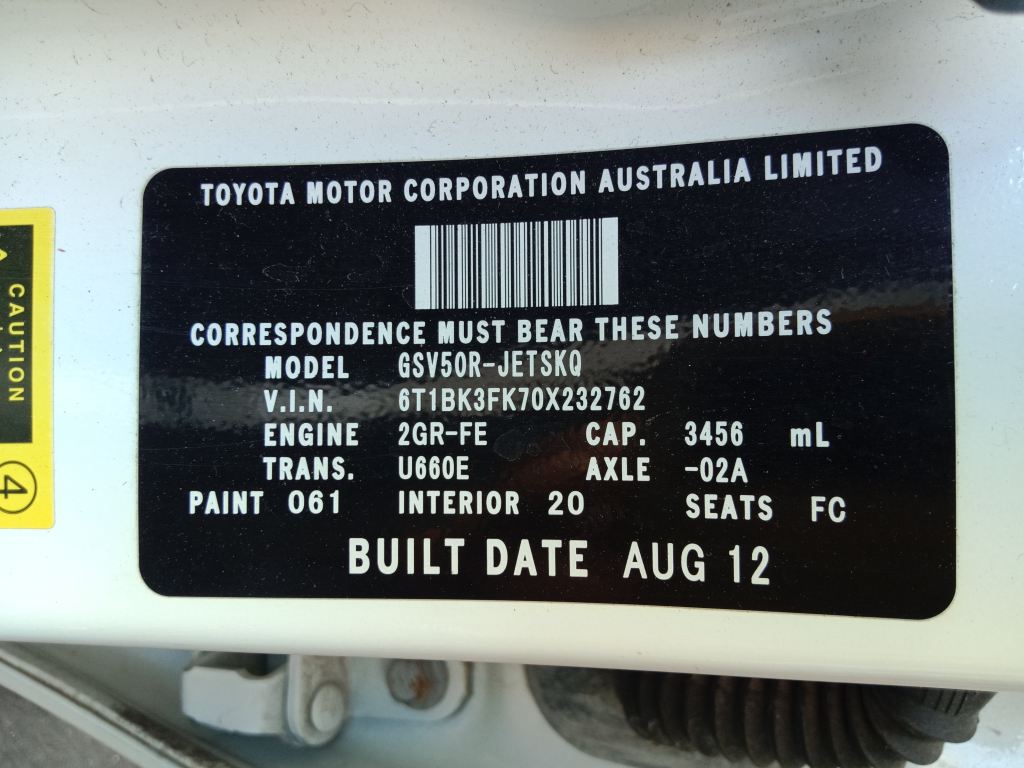 TOYOTA MOTOR CORPORATION AUSTRALIA LIMITED
CORRESPONDENCE MUST BEAR THESE NUMBERS
MODEL GSV50R-JETSKQ
V.I.N. 6T1BK3FK70X232762
ENGINE 2GR-FE CAP. 3456 mL
TRANS. U660E AXLE -02A
PAINT 061 INTERIOR 20 SEATS FC
BUILT DATE AUG 12
CAUTION
4